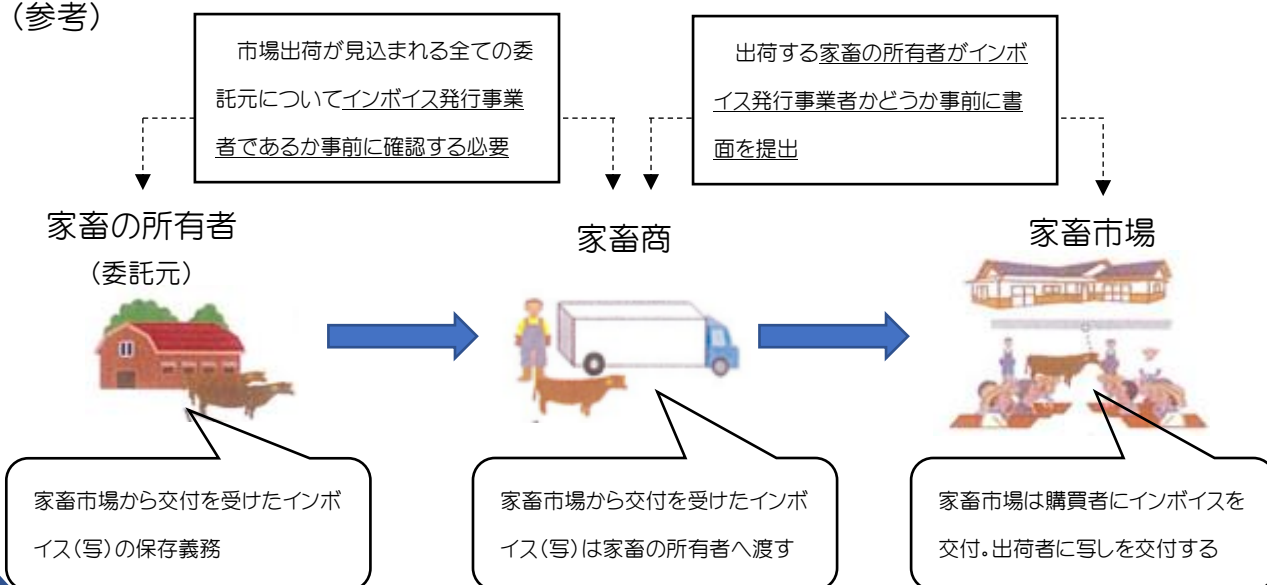 （参考）
市場出荷が見込まれる全ての委
託元についてインボイス発行事業
者であるか事前に確認する必要
出荷する家畜の所有者がインボ
イス発行事業者かどうか事前に書
面を提出
家畜の所有者
（委託元）
家畜商
家畜市場
家畜市場から交付を受けたインボ
イス（写）の保存義務
家畜市場から交付を受けたインボ
イス（写）は家畜の所有者へ渡す
家畜市場は購買者にインボイスを
交付。出荷者に写しを交付する